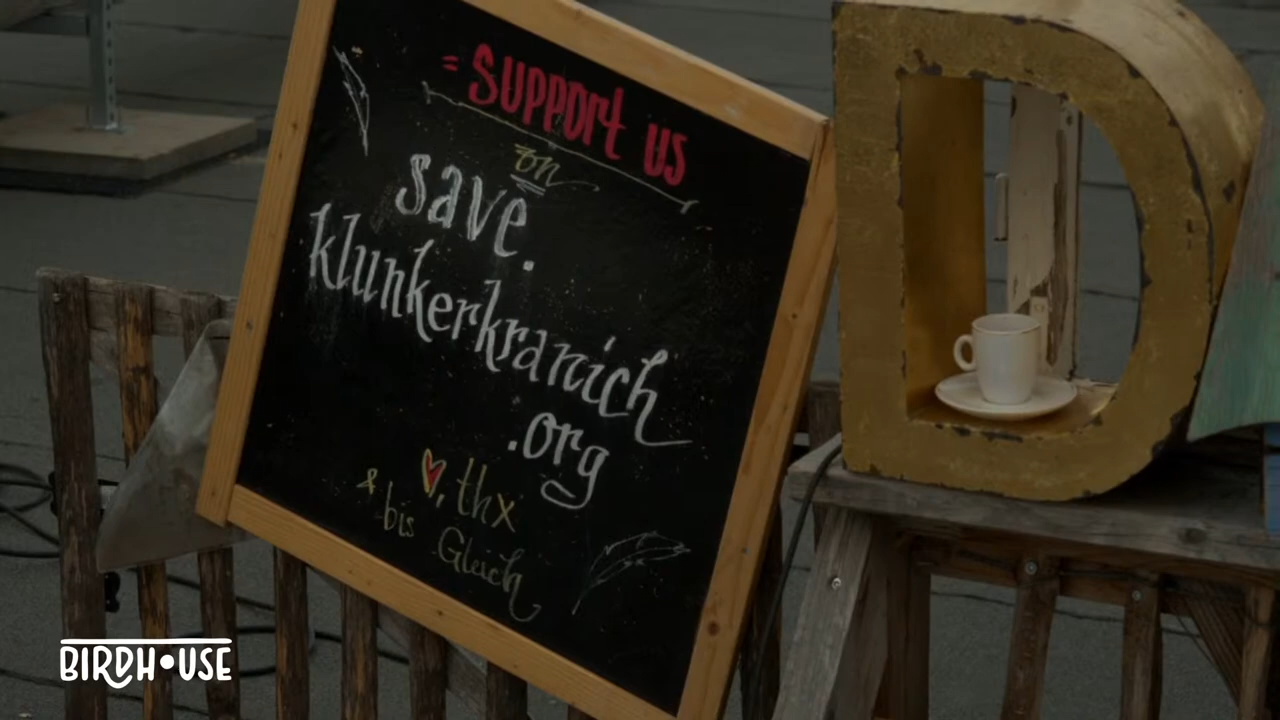 = SUPPOrt US
on
save.
klunkerkranich
.org
&, thx
bis
Gleich
D
BIRDHOUSE